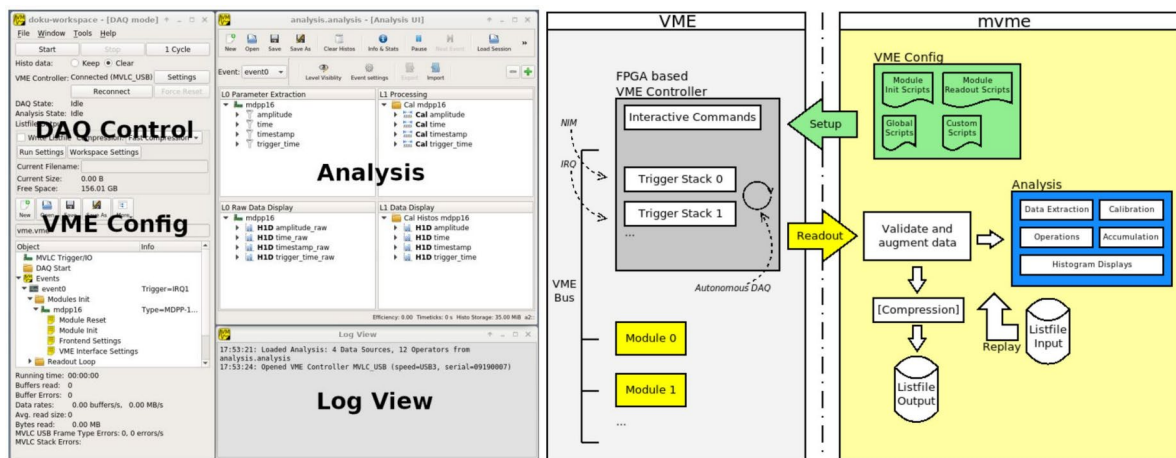 doku-workspace - [DAQ mode]
File Window Tools Help
Start Stop 1 Cycle
Histo data: Keep Clear
VME Controller: Connected (MVLC_USB) Settings
Reconnect Force Reset
DAQ State: Idle
Analysis State: Idle
DAQ Control
Run Settings Workspace Settings
Current Filename:
Current Size: 0.00 B
Free Space: 156.01 GB
VME Config
Object Info
MVLC Trigger/IO
DAQ Start
Events
event0 Trigger=IRQ1
Modules Init
mdpp16 Type=MDPP-1...
Module Reset
Module Init
Frontend Settings
VME Interface Settings
Readout Loop
Running time: 00:00:00
Buffers read: 0
Buffer Errors: 0
Data rates: 0.00 buffers/s, 0.00 MB/s
Avg. read size: 0
Bytes read: 0.00 MB
MVLC USB Frame Type Errors: 0, 0 errors/s
MVLC Stack Errors:
analysis.analysis - [Analysis UI]
New Open Save Save As Clear Histos Info & Stats Pause Next Event Load Session »
Event: event0 Level Visiblity Event settings Export Import
L0 Parameter Extraction
mdpp16
amplitude
time
timestamp
trigger_time
L1 Processing
Cal mdpp16
Cal amplitude
Cal time
Cal timestamp
Cal trigger_time
Analysis
L0 Raw Data Display
mdpp16
H1D amplitude_raw
H1D time_raw
H1D timestamp_raw
H1D trigger_time_raw
L1 Data Display
Cal Histos mdpp16
H1D amplitude
H1D time
H1D timestamp
H1D trigger_time
Efficiency: 0.00 Timeticks: 0 s Histo Storage: 35.00 MiB
Log View
17:53:21: Loaded Analysis: 4 Data Sources, 12 Operators from
analysis.analysis
17:53:24: Opened VME Controller MVLC_USB (speed=USB3, serial=09190007)
Log View
VME
FPGA based
VME Controller
Interactive Commands
NIM
IRQ
Trigger Stack 0
Trigger Stack 1
...
Autonomous DAQ
VME
Bus
Module 0
Module 1
...
Setup
Readout
mvme
VME Config
Module
Init Scripts
Module
Readout Scripts
Global
Scripts
Custom
Scripts
Analysis
Data Extraction
Calibration
Operations
Accumulation
Histogram Displays
Validate and
augment data
[Compression]
Replay
Listfile
Input
Listfile
Output